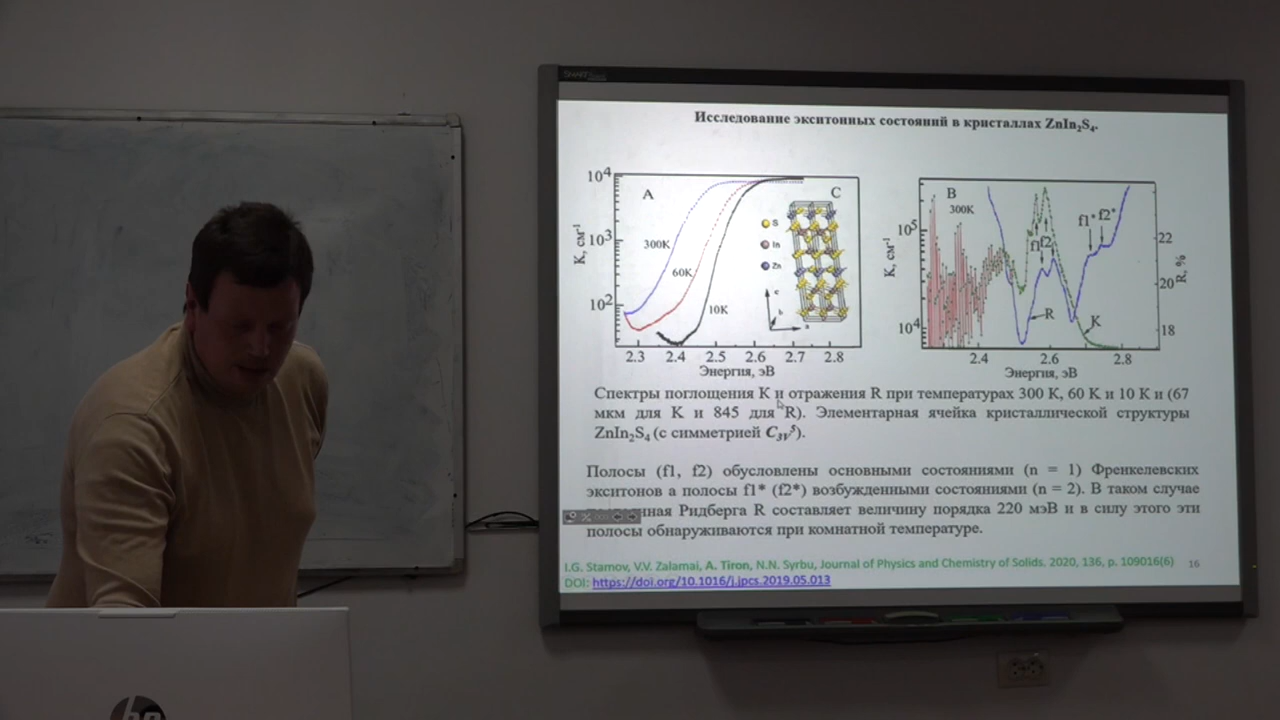 SMART
Исследование экситонных состояний в кристаллах ZnIn₂S₄.
10⁴
10³
10²
K, см⁻¹
A
C
300K
60K
10K
S
In
Zn
c
b
a
2.3 2.4 2.5 2.6 2.7 2.8
Энергия, эВ
B
300K
10⁵
10⁴
K, см⁻¹
f1 f2
f1* f2*
R
K
22
20
18
R, %
2.4 2.6 2.8
Энергия, эВ
Спектры поглощения K и отражения R при температурах 300 K, 60 K и 10 K и (67
мкм для K и 845 для R). Элементарная ячейка кристаллической структуры
ZnIn₂S₄ (с симметрией C₃ᵥ⁵).
Полосы (f1, f2) обусловлены основными состояниями (n = 1) Френкелевских
экситонов а полосы f1* (f2*) возбужденными состояниями (n = 2). В таком случае
Ридберга R составляет величину порядка 220 мэВ и в силу этого эти
полосы обнаруживаются при комнатной температуре.
I.G. Stamov, V.V. Zalamai, A. Tiron, N.N. Syrbu, Journal of Physics and Chemistry of Solids. 2020, 136, p. 109016(6) 16
DOI: https://doi.org/10.1016/j.jpcs.2019.05.013
hp